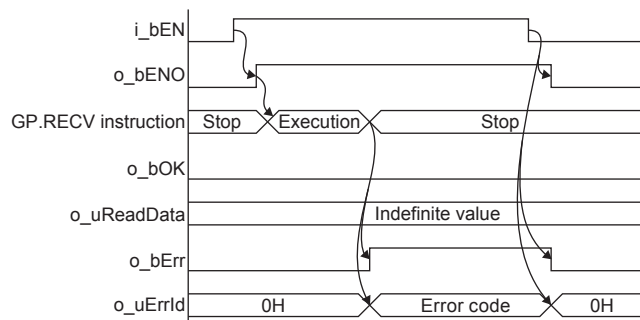 i_bEN
o_bENO
GP.RECV instruction Stop Execution Stop
o_bOK
o_uReadData Indefinite value
o_bErr
o_uErrId 0H Error code 0H